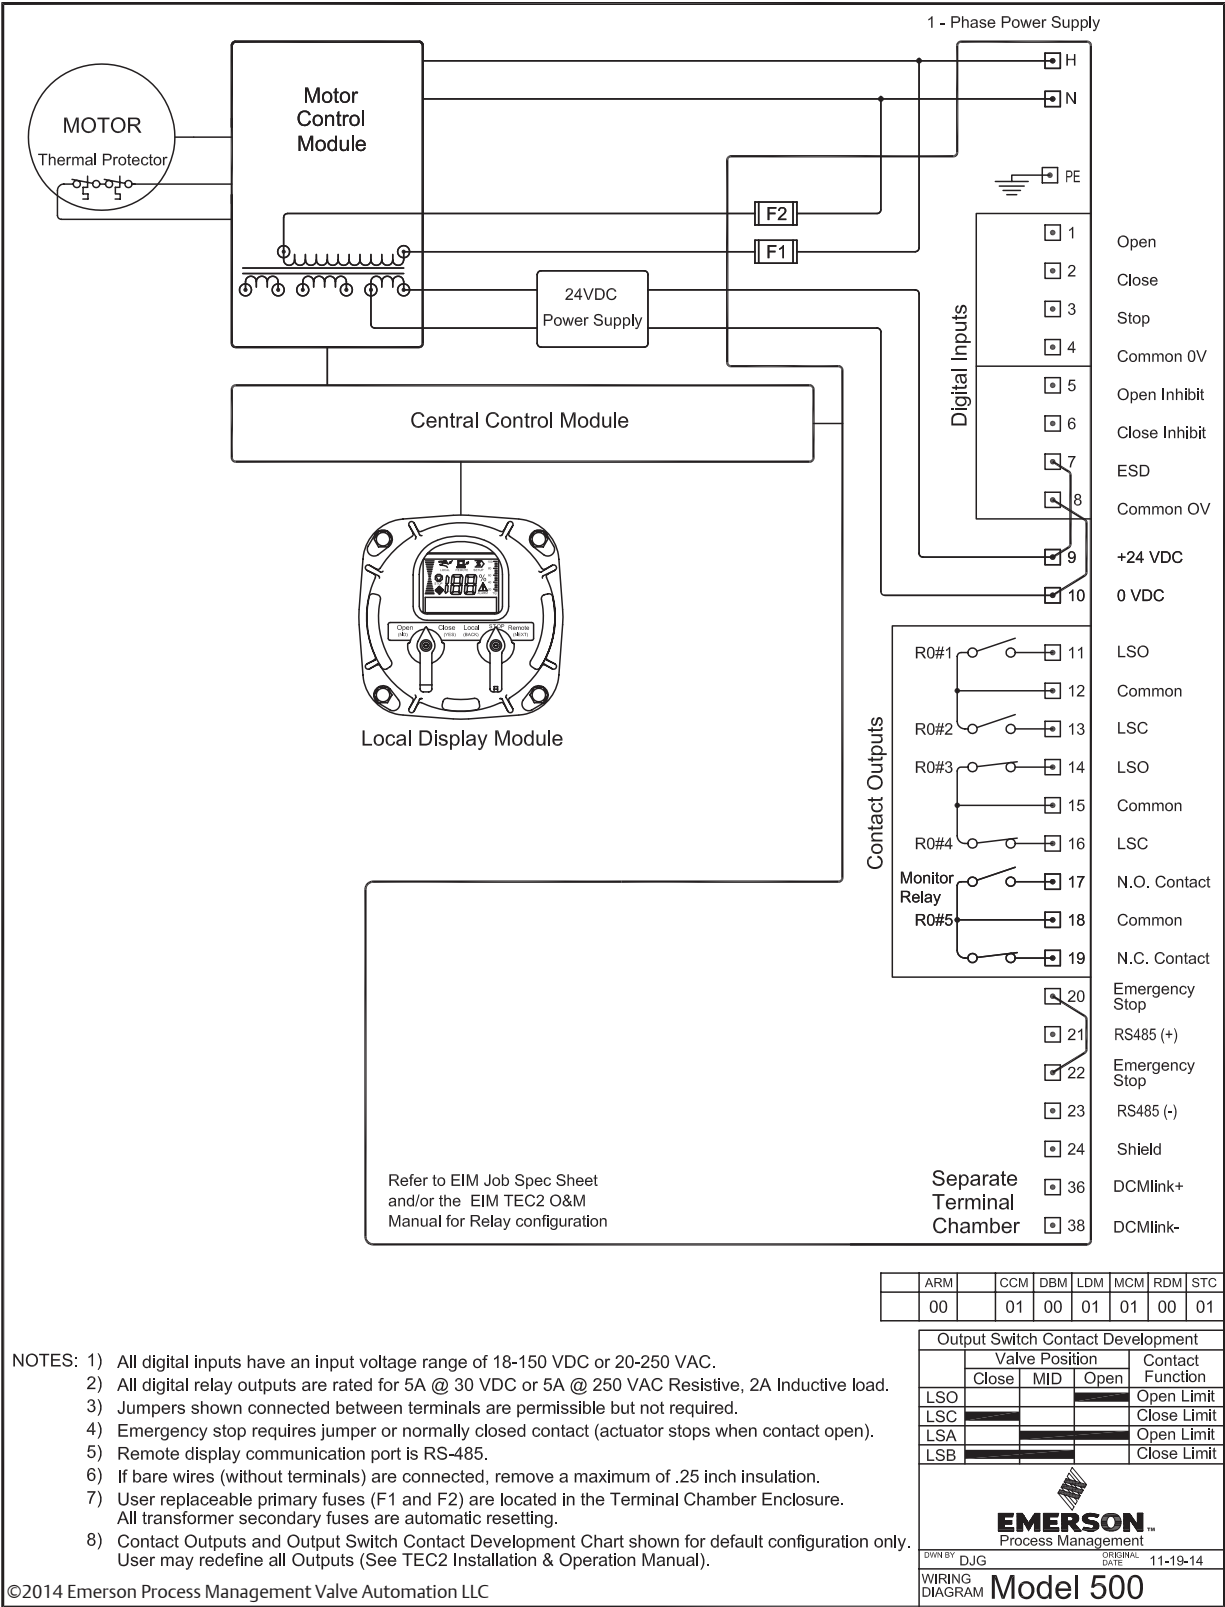 1 - Phase Power Supply
H
N
PE
Motor
Control
Module
MOTOR
Thermal Protector
F2
F1
24VDC
Power Supply
Central Control Module
Digital Inputs
1 Open
2 Close
3 Stop
4 Common 0V
5 Open Inhibit
6 Close Inhibit
7 ESD
8 Common OV
9 +24 VDC
10 0 VDC
Open
(NO)
Close
(YES)
Local
(BACK)
STOP
Remote
(NEXT)
188
%
Local Display Module
Contact Outputs
R0#1 11 LSO
12 Common
R0#2 13 LSC
R0#3 14 LSO
15 Common
R0#4 16 LSC
Monitor
Relay
17 N.O. Contact
R0#5 18 Common
19 N.C. Contact
20 Emergency
Stop
21 RS485 (+)
22 Emergency
Stop
23 RS485 (-)
24 Shield
36 DCMlink+
38 DCMlink-
Separate
Terminal
Chamber
Refer to EIM Job Spec Sheet
and/or the EIM TEC2 O&M
Manual for Relay configuration
ARM CCM DBM LDM MCM RDM STC
00 01 00 01 01 00 01
Output Switch Contact Development
Valve Position Contact
Function
Close MID Open
LSO Open Limit
LSC Close Limit
LSA Open Limit
LSB Close Limit
NOTES: 1) All digital inputs have an input voltage range of 18-150 VDC or 20-250 VAC.
2) All digital relay outputs are rated for 5A @ 30 VDC or 5A @ 250 VAC Resistive, 2A Inductive load.
3) Jumpers shown connected between terminals are permissible but not required.
4) Emergency stop requires jumper or normally closed contact (actuator stops when contact open).
5) Remote display communication port is RS-485.
6) If bare wires (without terminals) are connected, remove a maximum of .25 inch insulation.
7) User replaceable primary fuses (F1 and F2) are located in the Terminal Chamber Enclosure.
All transformer secondary fuses are automatic resetting.
8) Contact Outputs and Output Switch Contact Development Chart shown for default configuration only.
User may redefine all Outputs (See TEC2 Installation & Operation Manual).
EMERSON™
Process Management
DWN BY DJG ORIGINAL
DATE 11-19-14
WIRING
DIAGRAM Model 500
©2014 Emerson Process Management Valve Automation LLC